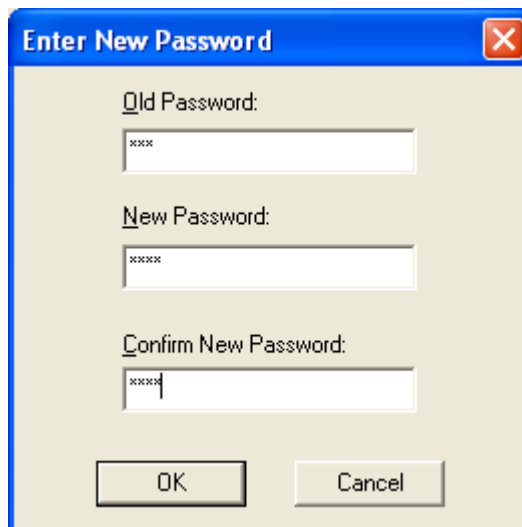 Enter New Password
Old Password:
***
New Password:
****
Confirm New Password:
****
OK Cancel